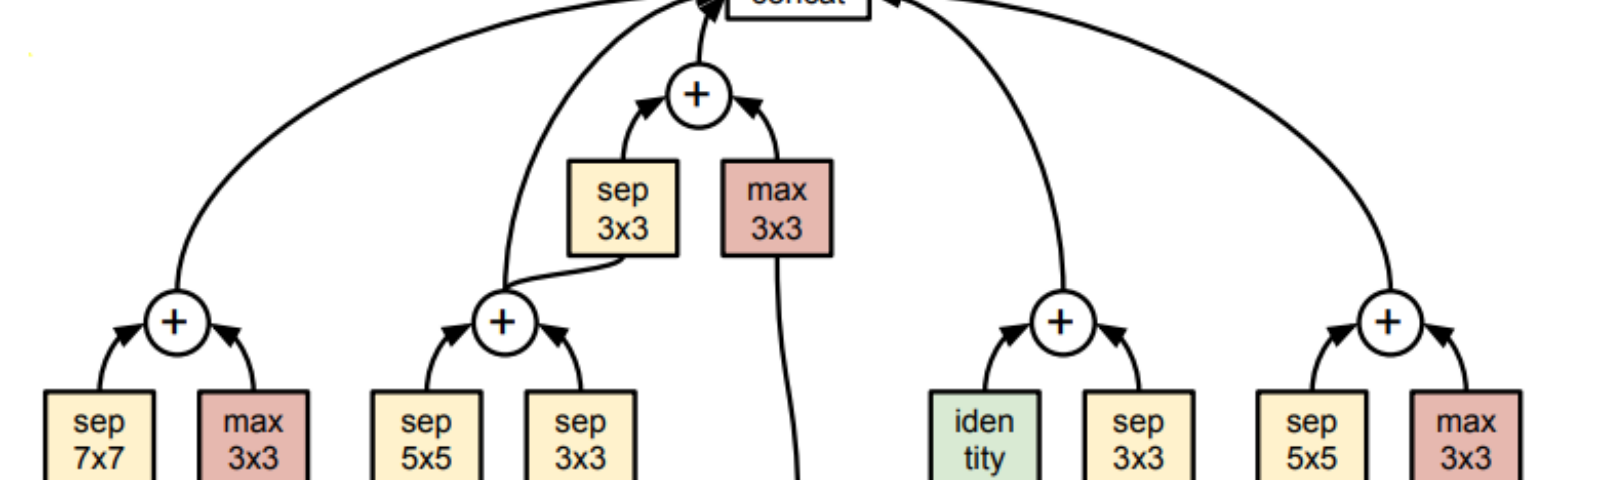 concat
+
sep
3x3
max
3x3
+
+
+
+
sep
7x7
max
3x3
sep
5x5
sep
3x3
iden
tity
sep
3x3
sep
5x5
max
3x3